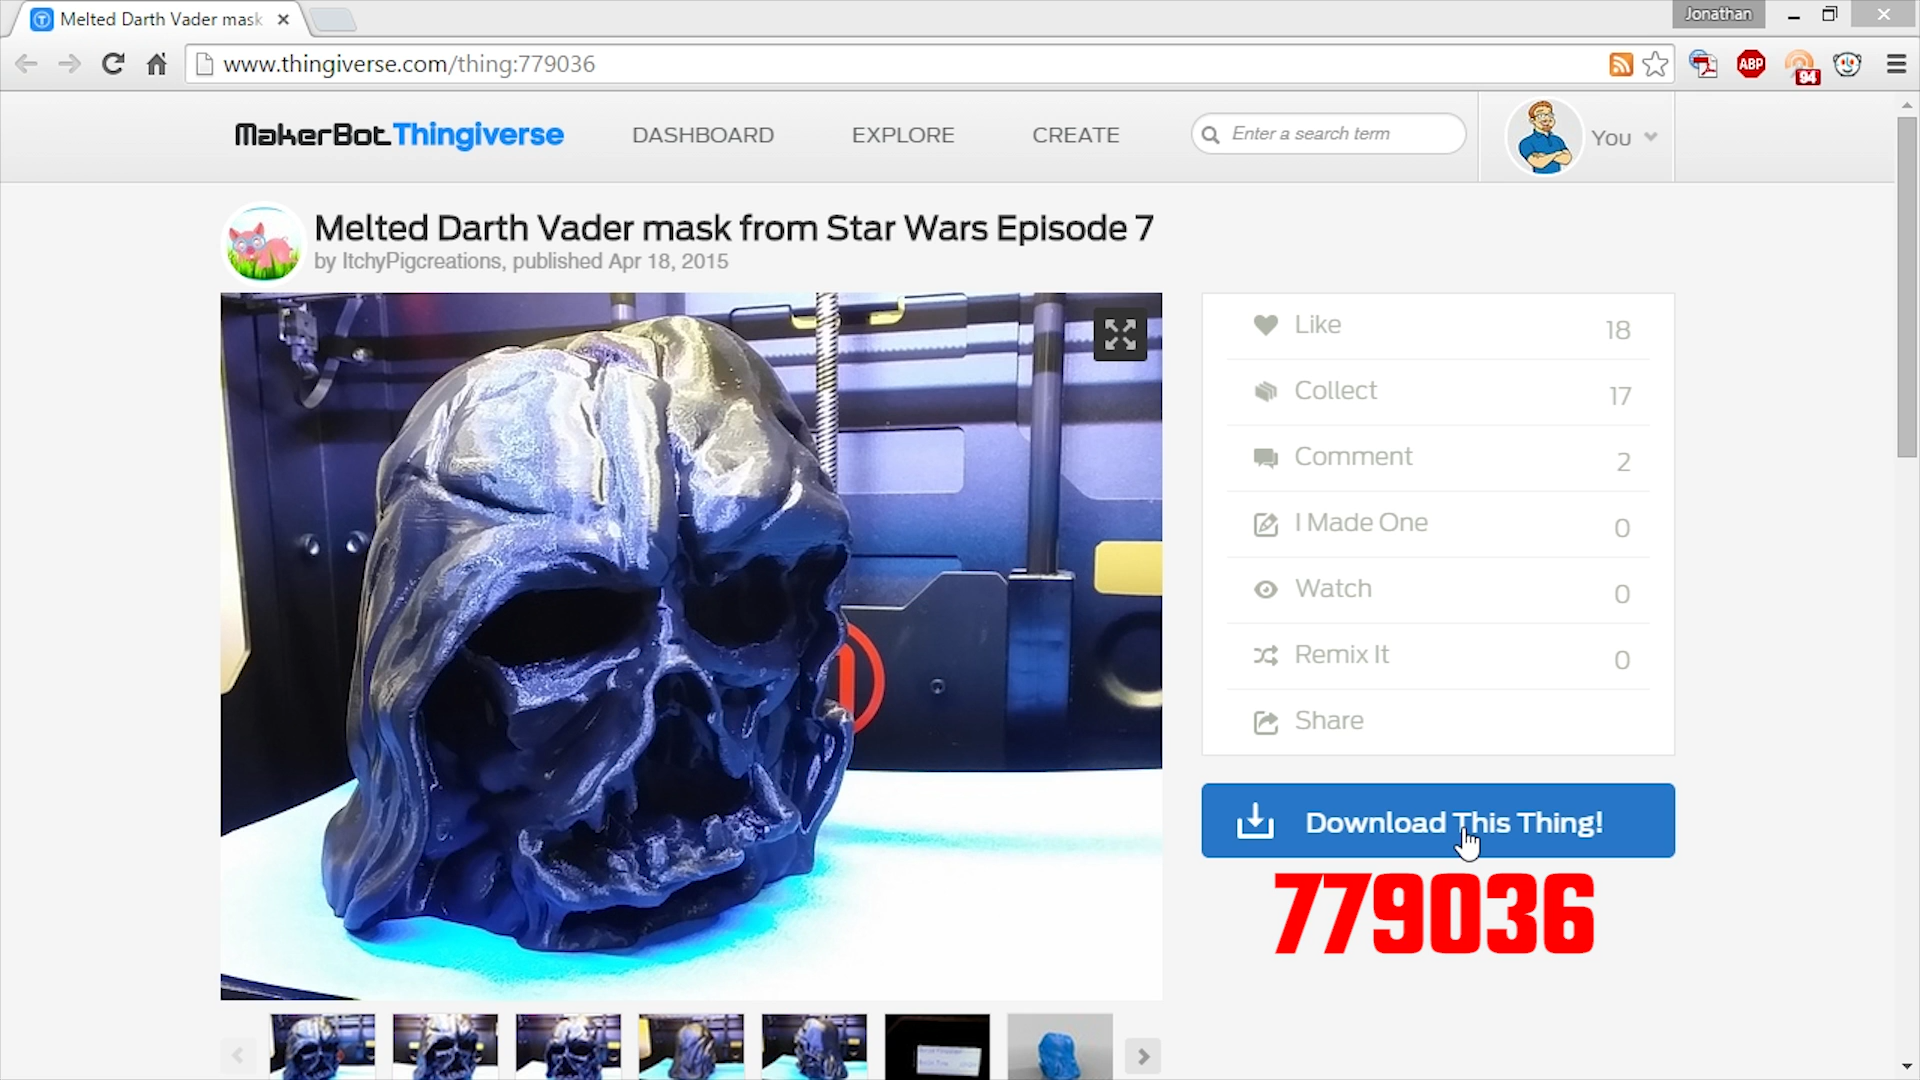 Melted Darth Vader mask
Jonathan
www.thingiverse.com/thing:779036
ABP
94
MakerBot Thingiverse
DASHBOARD
EXPLORE
CREATE
Enter a search term
You
Melted Darth Vader mask from Star Wars Episode 7
by ItchyPigcreations, published Apr 18, 2015
Like 18
Collect 17
Comment 2
I Made One 0
Watch 0
Remix It 0
Share
Download This Thing!
779036